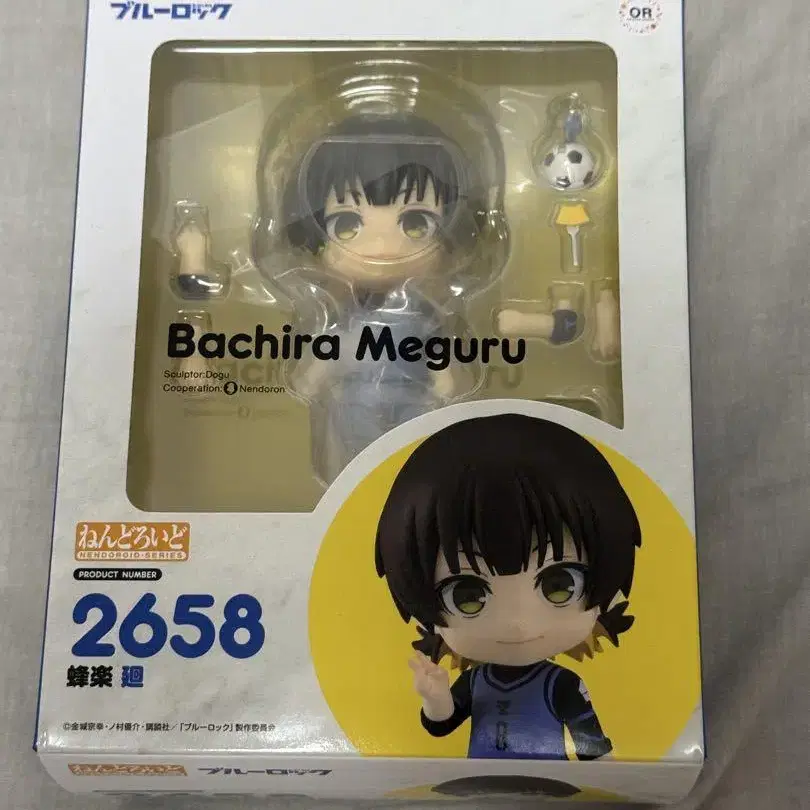 ブルーロック
OR
Bachira Meguru
Sculptor:Dogu
Cooperation: Nendoron
ねんどろいど
NENDOROID·SERIES
PRODUCT NUMBER
2658
蜂楽 廻
©金城宗幸・ノ村優介・講談社／「ブルーロック」製作委員会
ねんどろいど ブルーロック